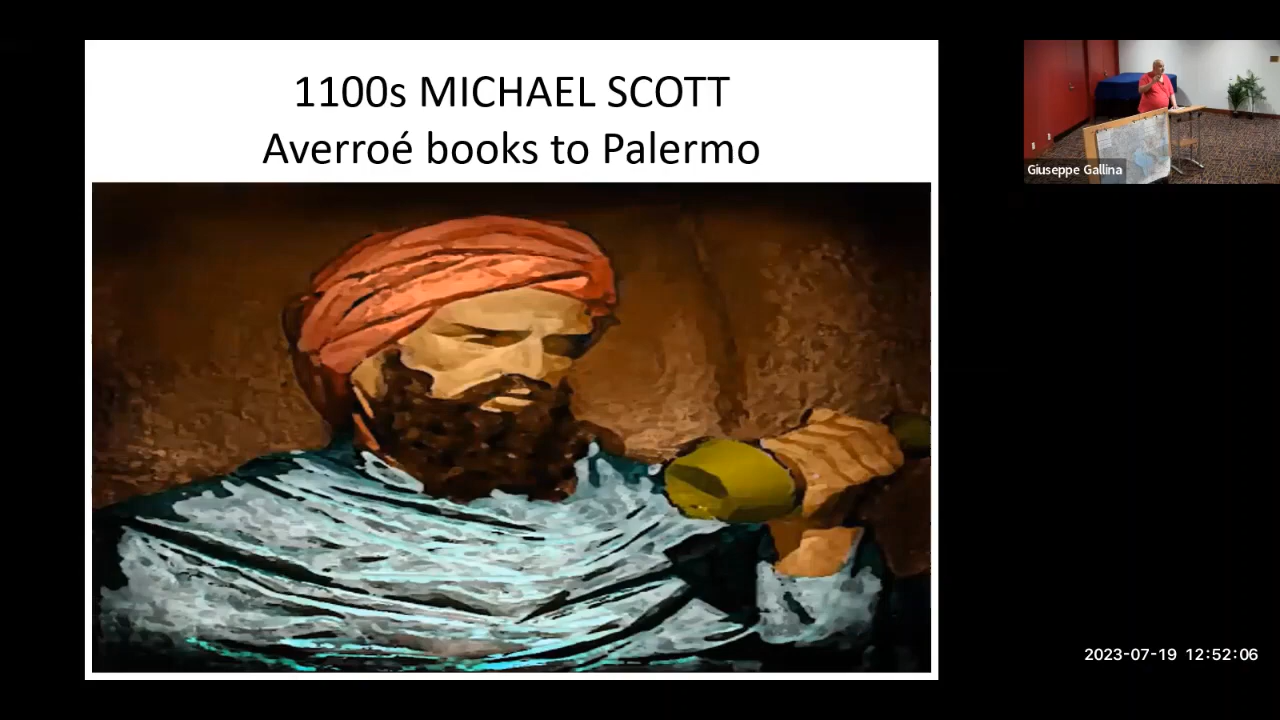 1100s MICHAEL SCOTT
Averroé books to Palermo
Giuseppe Gallina
2023-07-19 12:52:06